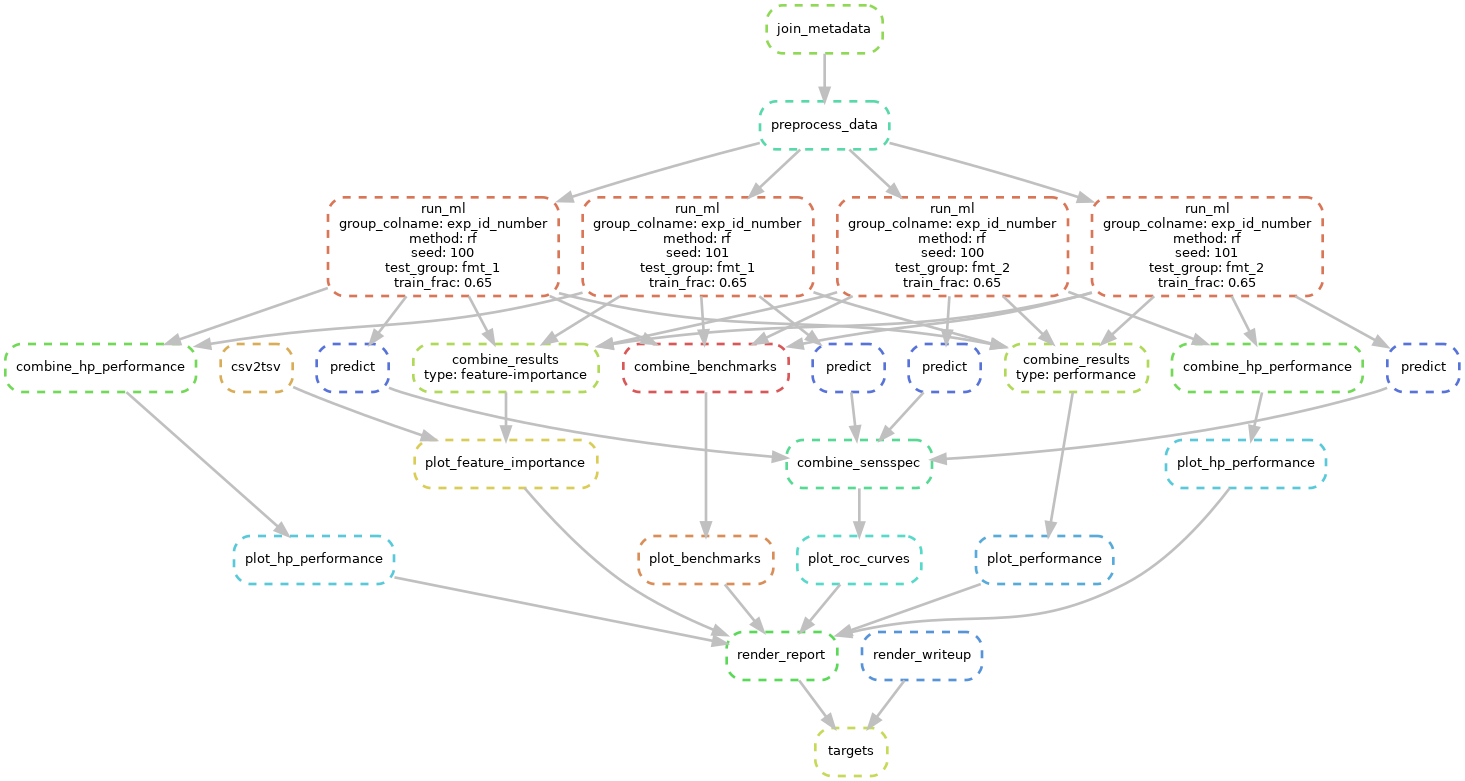 join_metadata
preprocess_data
run_ml
group_colname: exp_id_number
method: rf
seed: 100
test_group: fmt_1
train_frac: 0.65
run_ml
group_colname: exp_id_number
method: rf
seed: 101
test_group: fmt_1
train_frac: 0.65
run_ml
group_colname: exp_id_number
method: rf
seed: 100
test_group: fmt_2
train_frac: 0.65
run_ml
group_colname: exp_id_number
method: rf
seed: 101
test_group: fmt_2
train_frac: 0.65
combine_hp_performance
csv2tsv
predict
combine_results
type: feature-importance
combine_benchmarks
predict
predict
combine_results
type: performance
combine_hp_performance
predict
plot_feature_importance
combine_sensspec
plot_hp_performance
plot_hp_performance
plot_benchmarks
plot_roc_curves
plot_performance
render_report
render_writeup
targets